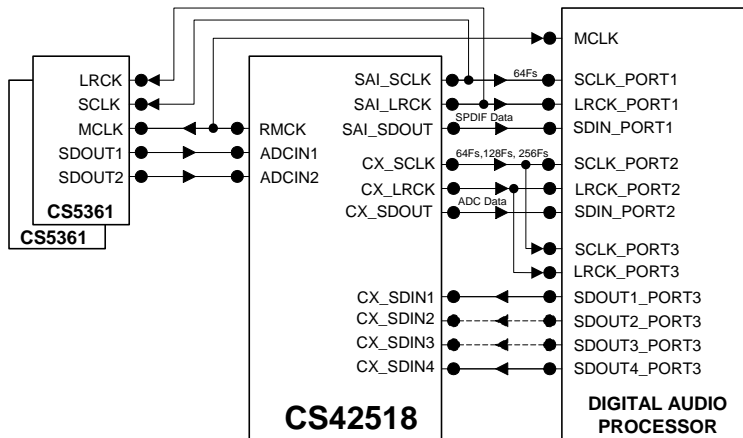 LRCK
SCLK
MCLK
SDOUT1
SDOUT2
CS5361
CS5361
RMCK
ADCIN1
ADCIN2
SAI_SCLK
SAI_LRCK
SAI_SDOUT
CX_SCLK
CX_LRCK
CX_SDOUT
CX_SDIN1
CX_SDIN2
CX_SDIN3
CX_SDIN4
CS42518
64Fs
SPDIF Data
64Fs,128Fs, 256Fs
ADC Data
MCLK
SCLK_PORT1
LRCK_PORT1
SDIN_PORT1
SCLK_PORT2
LRCK_PORT2
SDIN_PORT2
SCLK_PORT3
LRCK_PORT3
SDOUT1_PORT3
SDOUT2_PORT3
SDOUT3_PORT3
SDOUT4_PORT3
DIGITAL AUDIO
PROCESSOR